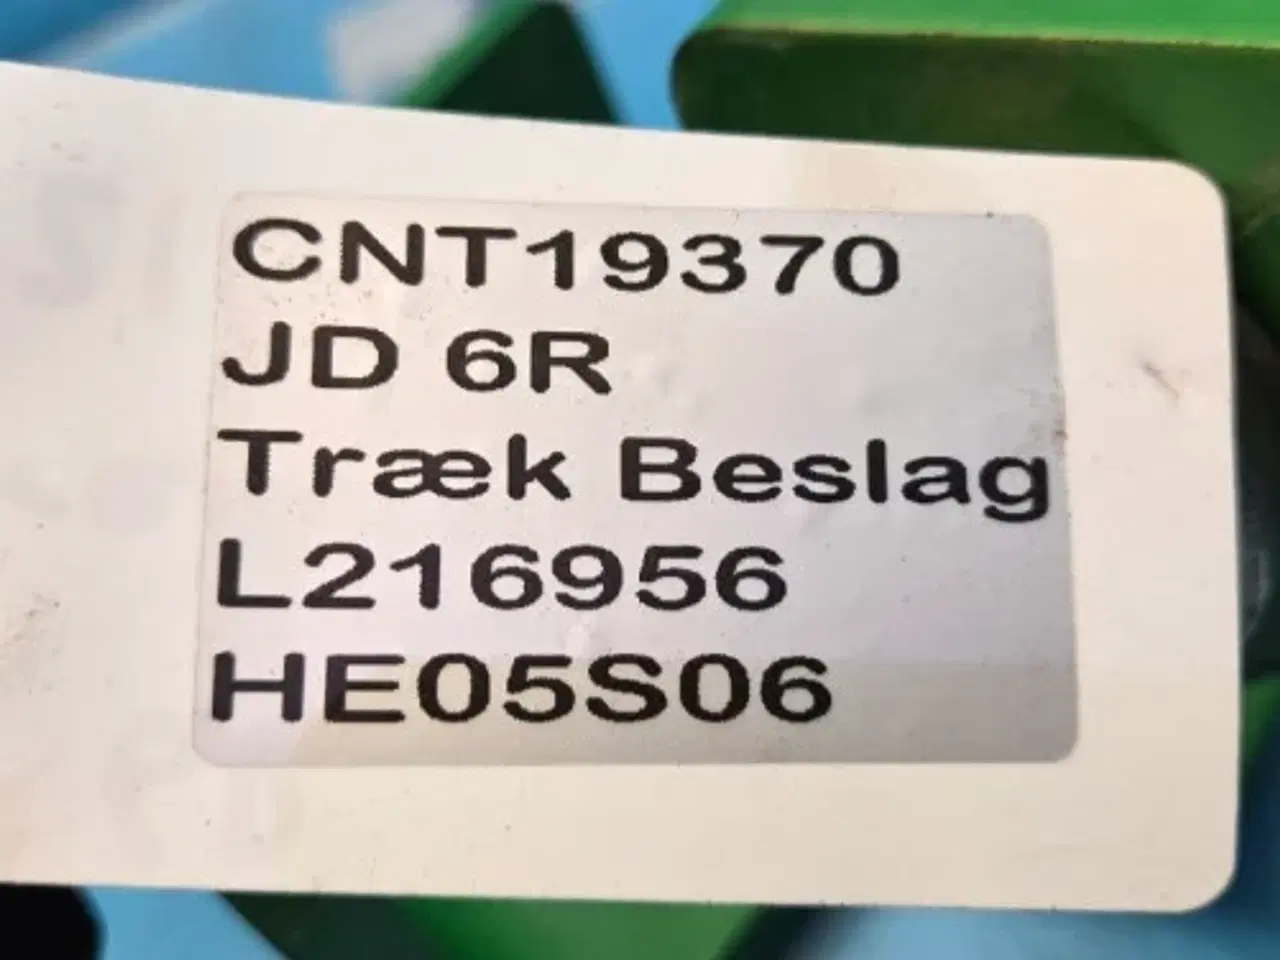 CNT19370
JD 6R
Træk Beslag
L216956
HE05S06